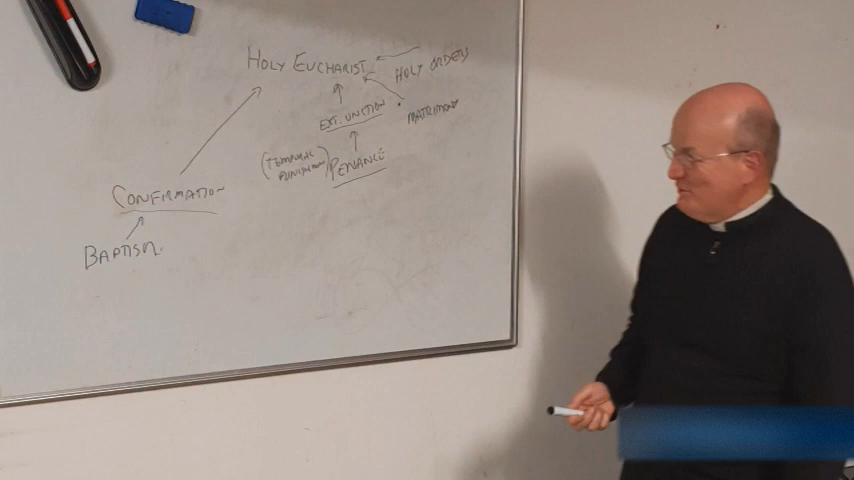 HOLY EUCHARIST
HOLY ORDERS
EXT. UNCTION
MATRIMONY
(TEMPORAL
PUNISHMENT)
PENANCE
CONFIRMATION
BAPTISM